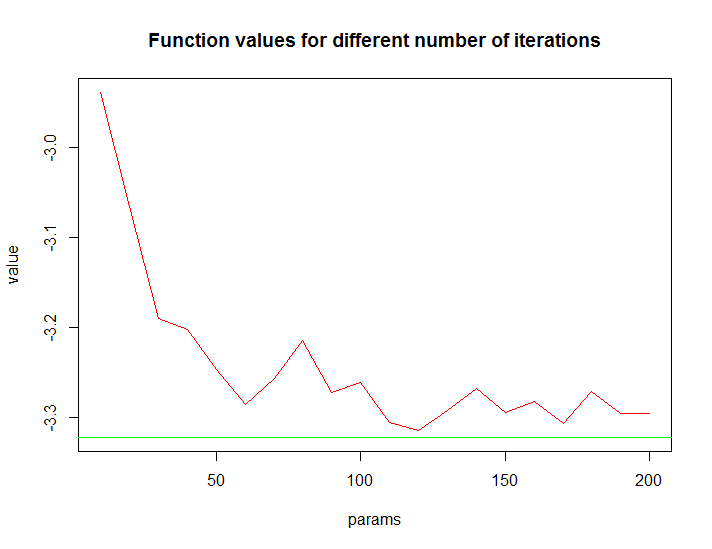 Function values for different number of iterations
-3.0
-3.1
-3.2
-3.3
value
50
100
150
200
params